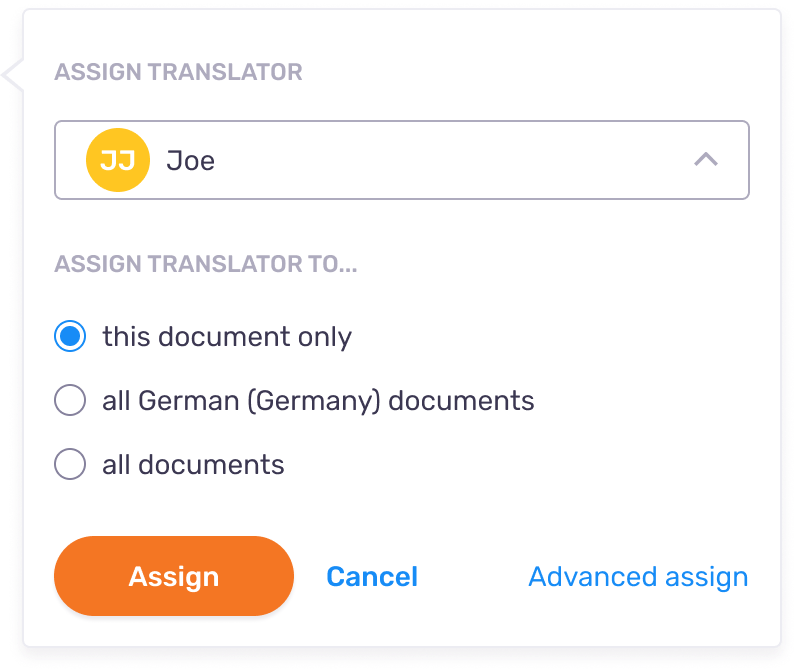 ASSIGN TRANSLATOR
JJ Joe
ASSIGN TRANSLATOR TO...
this document only
all German (Germany) documents
all documents
Assign Cancel Advanced assign